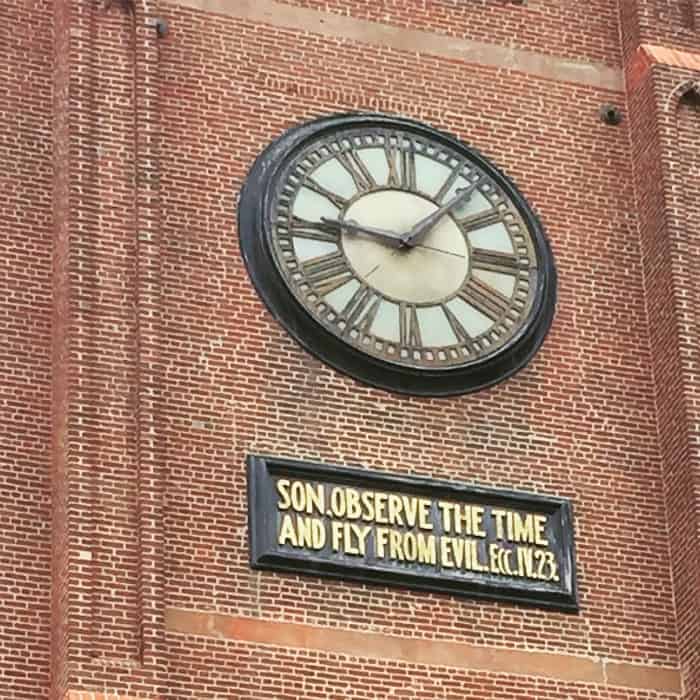 SON.OBSERVE THE TIME
AND FLY FROM EVIL.Ecc.IV.23.